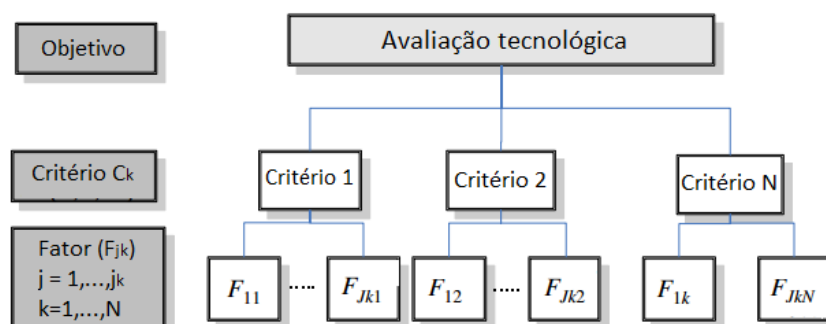 Objetivo
Avaliação tecnológica
Critério Ck
Critério 1
Critério 2
Critério N
Fator (Fjk)
j = 1,...,jk
k=1,...,N
F11
.....
FJk1
F12
.....
FJk2
F1k
FJkN